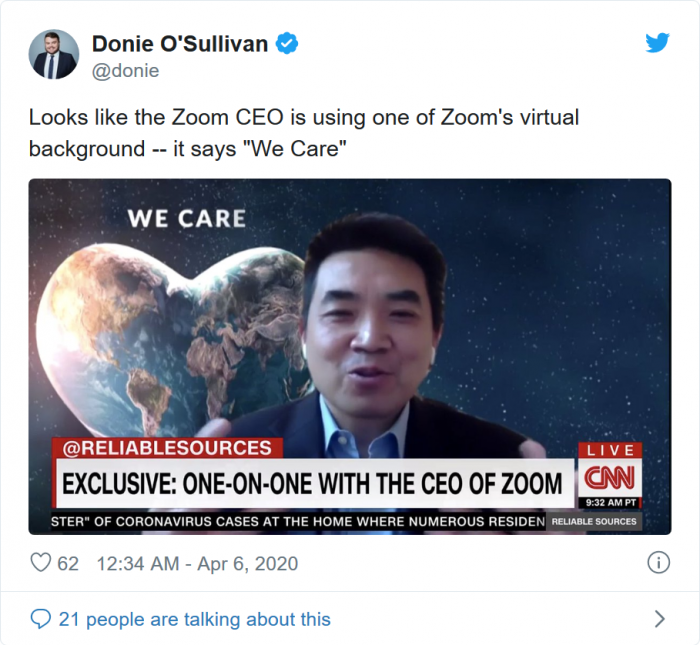 Donie O'Sullivan
@donie
Looks like the Zoom CEO is using one of Zoom's virtual
background -- it says "We Care"
WE CARE
@RELIABLESOURCES
LIVE
EXCLUSIVE: ONE-ON-ONE WITH THE CEO OF ZOOM
CNN
9:32 AM PT
STER" OF CORONAVIRUS CASES AT THE HOME WHERE NUMEROUS RESIDEN
RELIABLE SOURCES
62 12:34 AM - Apr 6, 2020
21 people are talking about this